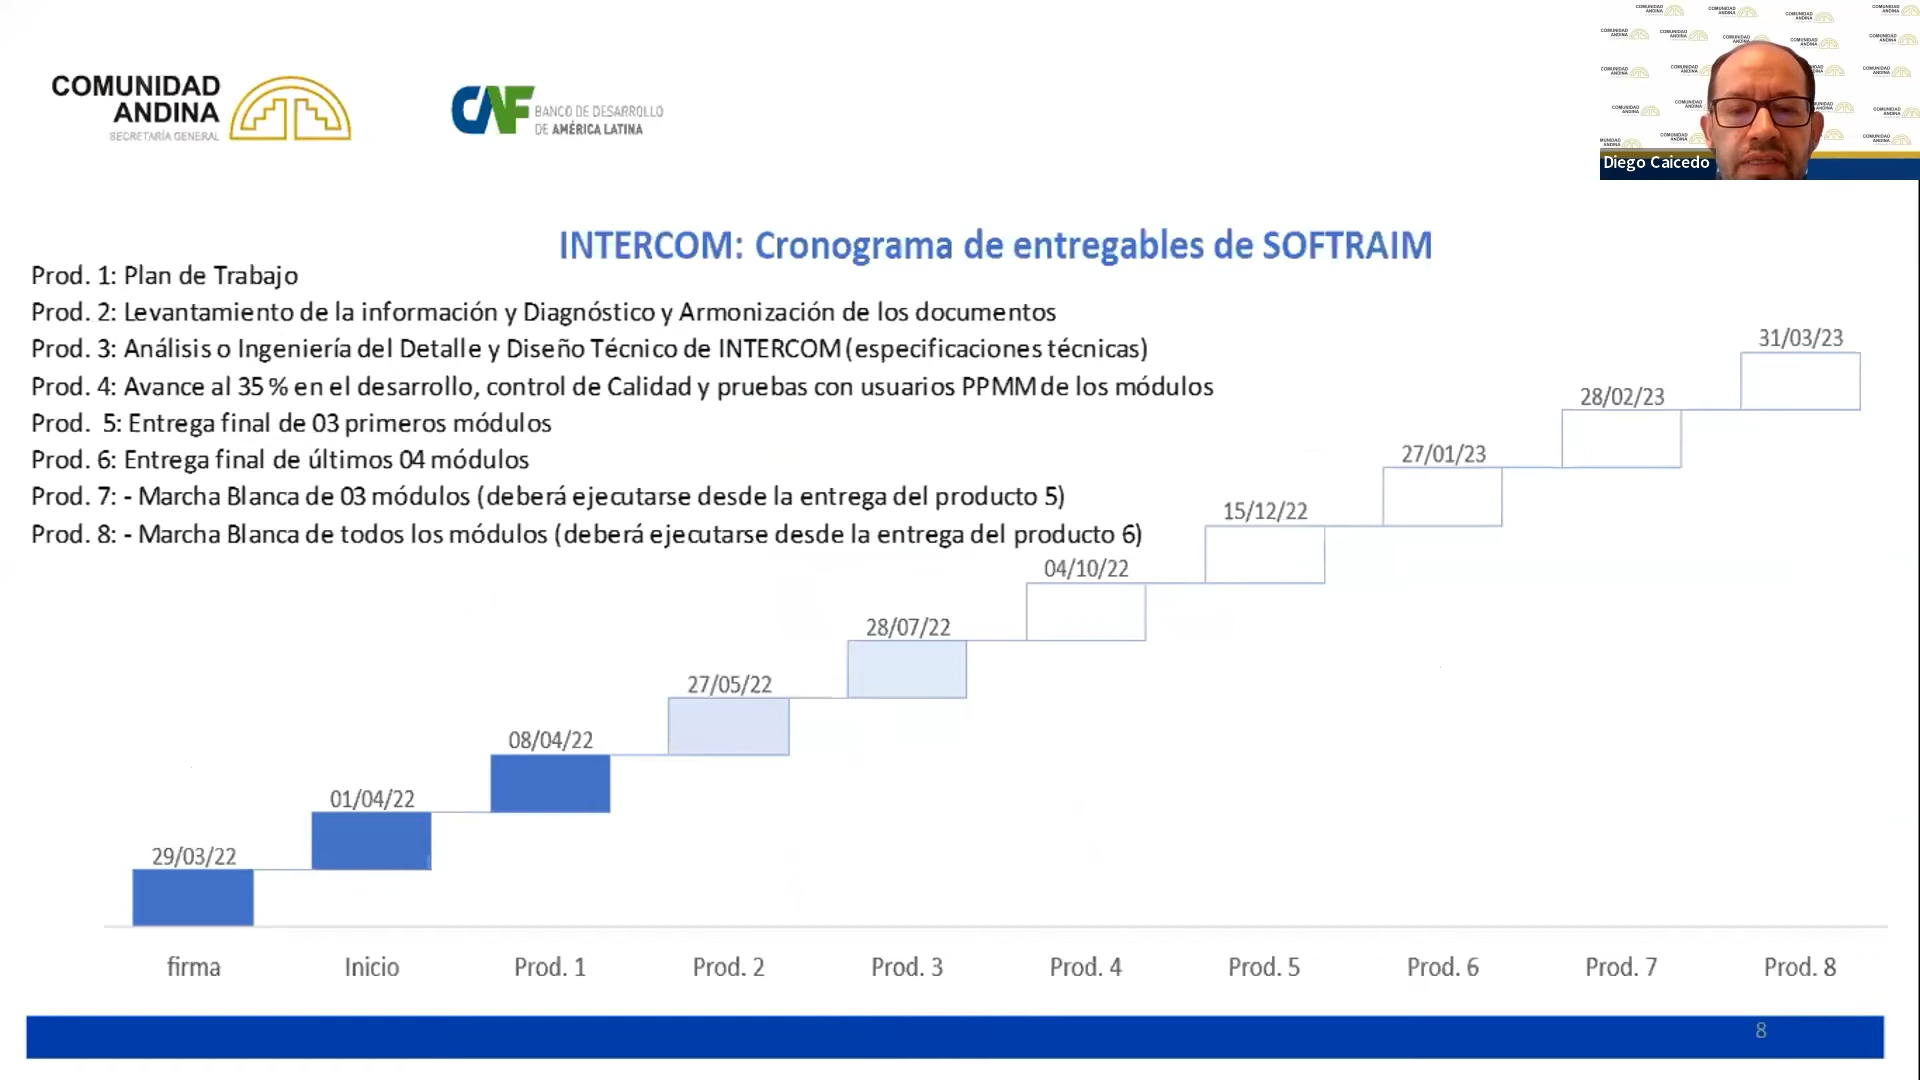 COMUNIDAD
ANDINA
SECRETARÍA GENERAL
CAF BANCO DE DESARROLLO
DE AMÉRICA LATINA
Diego Caicedo
INTERCOM: Cronograma de entregables de SOFTRAIM
Prod. 1: Plan de Trabajo
Prod. 2: Levantamiento de la información y Diagnóstico y Armonización de los documentos
Prod. 3: Análisis o Ingeniería del Detalle y Diseño Técnico de INTERCOM (especificaciones técnicas)
Prod. 4: Avance al 35 % en el desarrollo, control de Calidad y pruebas con usuarios PPMM de los módulos
Prod. 5: Entrega final de 03 primeros módulos
Prod. 6: Entrega final de últimos 04 módulos
Prod. 7: - Marcha Blanca de 03 módulos (deberá ejecutarse desde la entrega del producto 5)
Prod. 8: - Marcha Blanca de todos los módulos (deberá ejecutarse desde la entrega del producto 6)
29/03/22
01/04/22
08/04/22
27/05/22
28/07/22
04/10/22
15/12/22
27/01/23
28/02/23
31/03/23
firma Inicio Prod. 1 Prod. 2 Prod. 3 Prod. 4 Prod. 5 Prod. 6 Prod. 7 Prod. 8
8